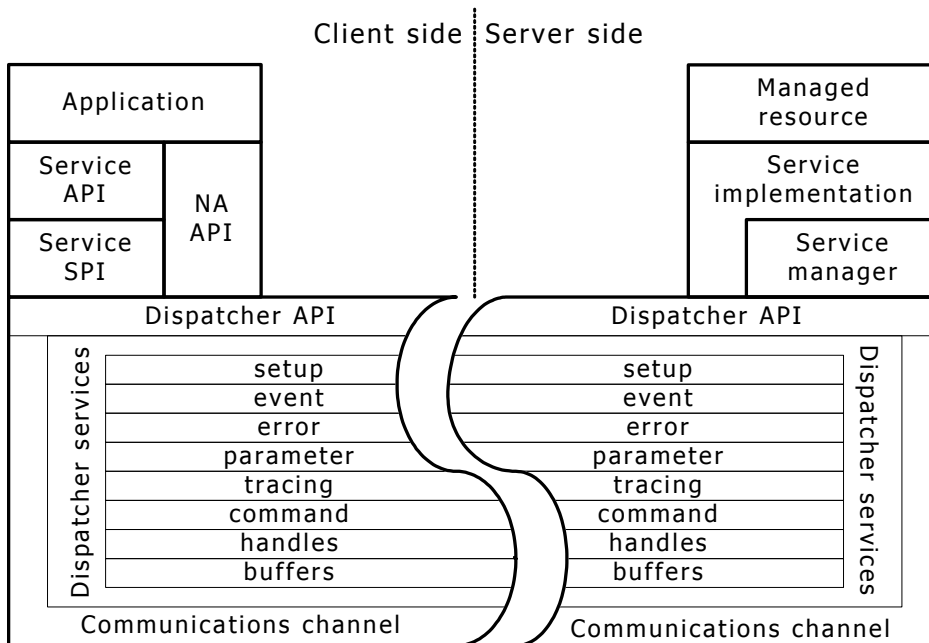 Client side
Server side
Application
Service
API
NA
API
Service
SPI
Managed
resource
Service
implementation
Service
manager
Dispatcher API
Dispatcher API
Dispatcher services
setup
event
error
parameter
tracing
command
handles
buffers
setup
event
error
parameter
tracing
command
handles
buffers
Dispatcher services
Communications channel
Communications channel